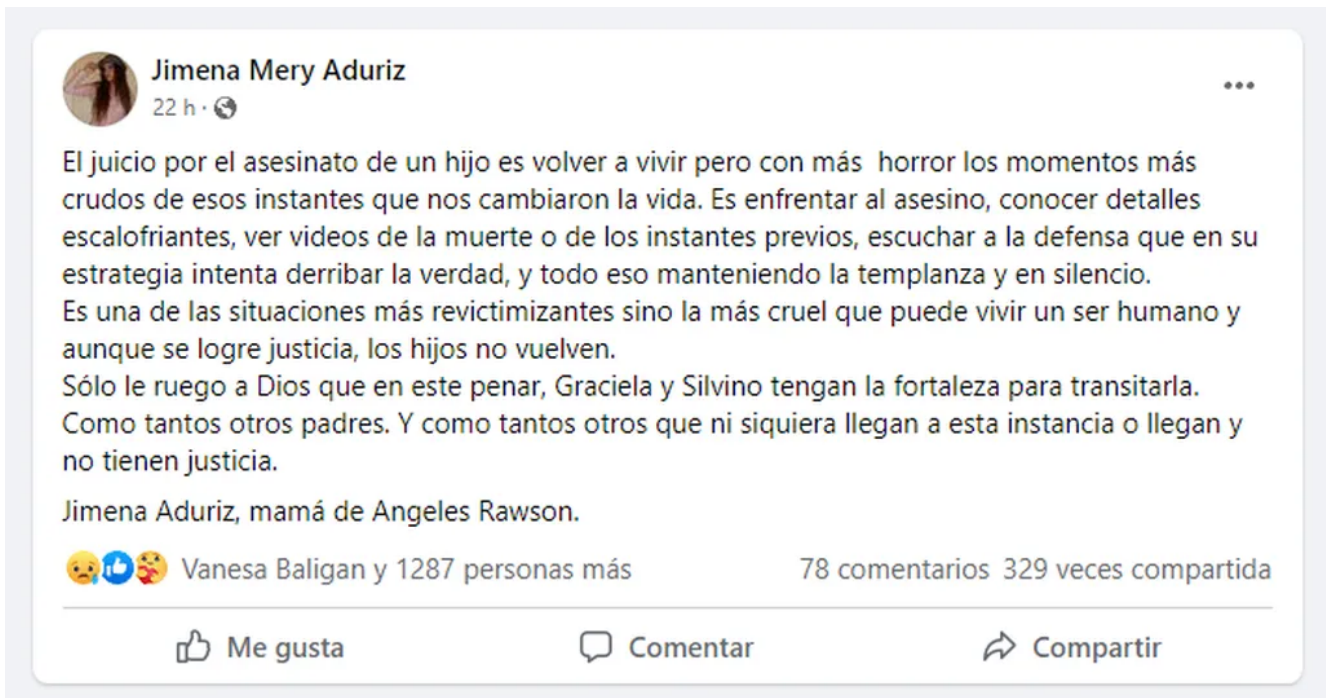 Jimena Mery Aduriz
22 h ·
El juicio por el asesinato de un hijo es volver a vivir pero con más horror los momentos más
crudos de esos instantes que nos cambiaron la vida. Es enfrentar al asesino, conocer detalles
escalofriantes, ver videos de la muerte o de los instantes previos, escuchar a la defensa que en su
estrategia intenta derribar la verdad, y todo eso manteniendo la templanza y en silencio.
Es una de las situaciones más revictimizantes sino la más cruel que puede vivir un ser humano y
aunque se logre justicia, los hijos no vuelven.
Sólo le ruego a Dios que en este penar, Graciela y Silvino tengan la fortaleza para transitarla.
Como tantos otros padres. Y como tantos otros que ni siquiera llegan a esta instancia o llegan y
no tienen justicia.
Jimena Aduriz, mamá de Angeles Rawson.
Vanesa Baligan y 1287 personas más 78 comentarios 329 veces compartida
Me gusta Comentar Compartir